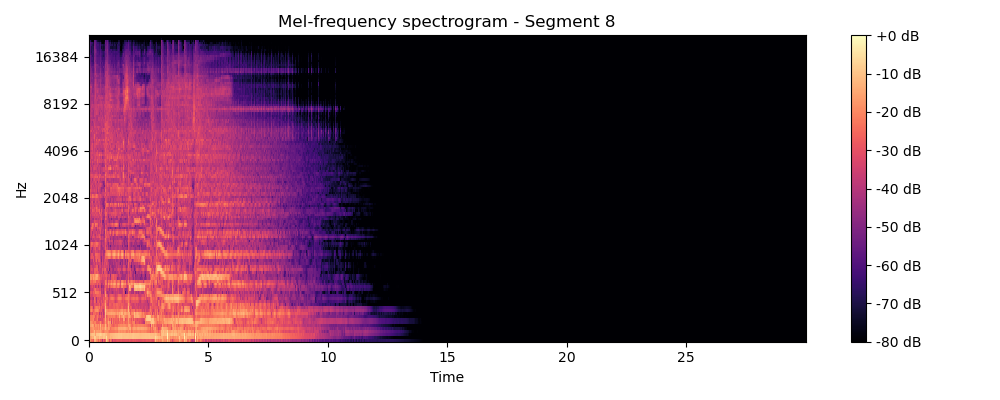 Mel-frequency spectrogram - Segment 8
Hz
16384
8192
4096
2048
1024
512
0
0 5 10 15 20 25
Time
+0 dB
-10 dB
-20 dB
-30 dB
-40 dB
-50 dB
-60 dB
-70 dB
-80 dB